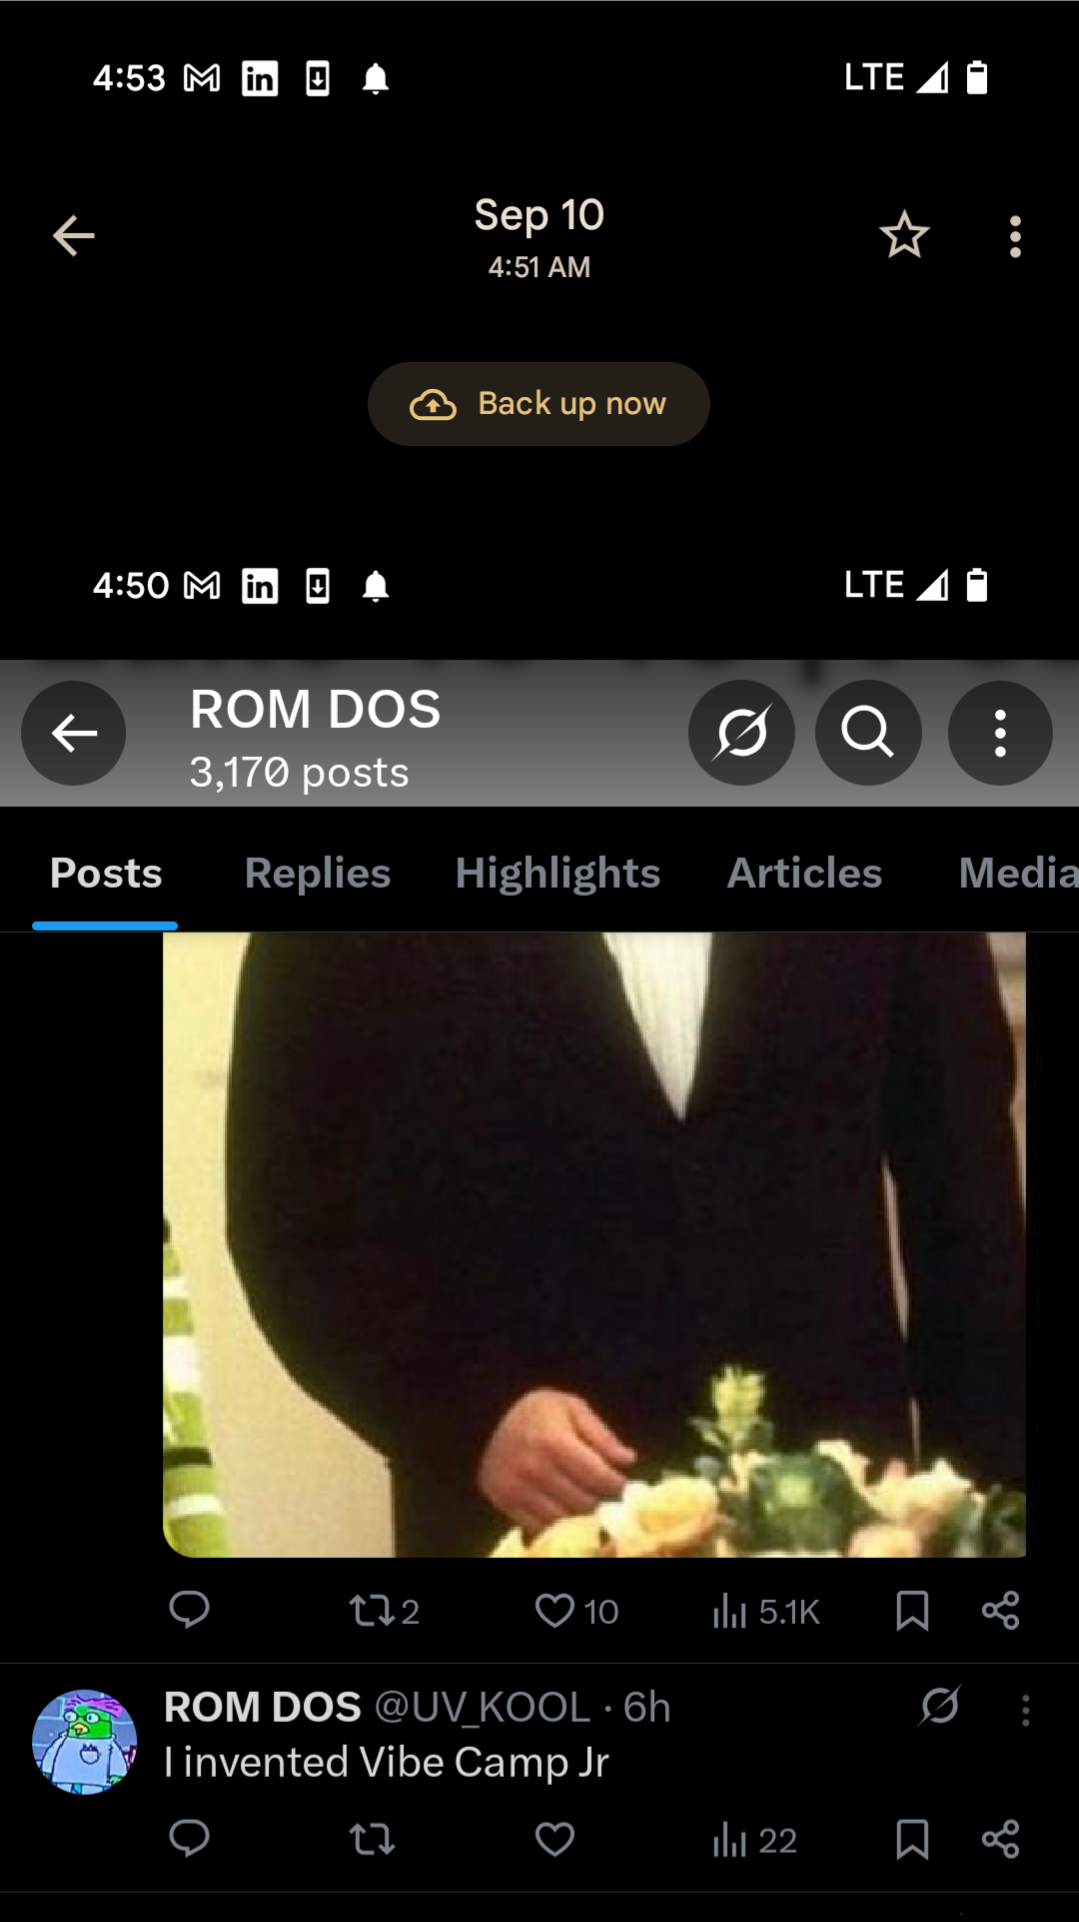 4:53
LTE
Sep 10
4:51 AM
Back up now
4:50
LTE
ROM DOS
3,170 posts
Posts Replies Highlights Articles Media
2 10 5.1K
ROM DOS @UV_KOOL · 6h
I invented Vibe Camp Jr
22